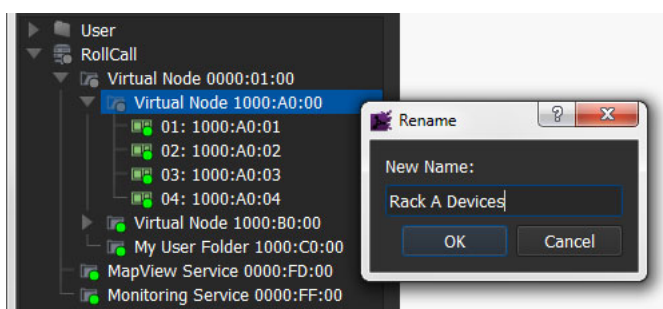 User
RollCall
Virtual Node 0000:01:00
Virtual Node 1000:A0:00
01: 1000:A0:01
02: 1000:A0:02
03: 1000:A0:03
04: 1000:A0:04
Virtual Node 1000:B0:00
My User Folder 1000:C0:00
MapView Service 0000:FD:00
Monitoring Service 0000:FF:00
Rename
?
X
New Name:
Rack A Devices
OK
Cancel